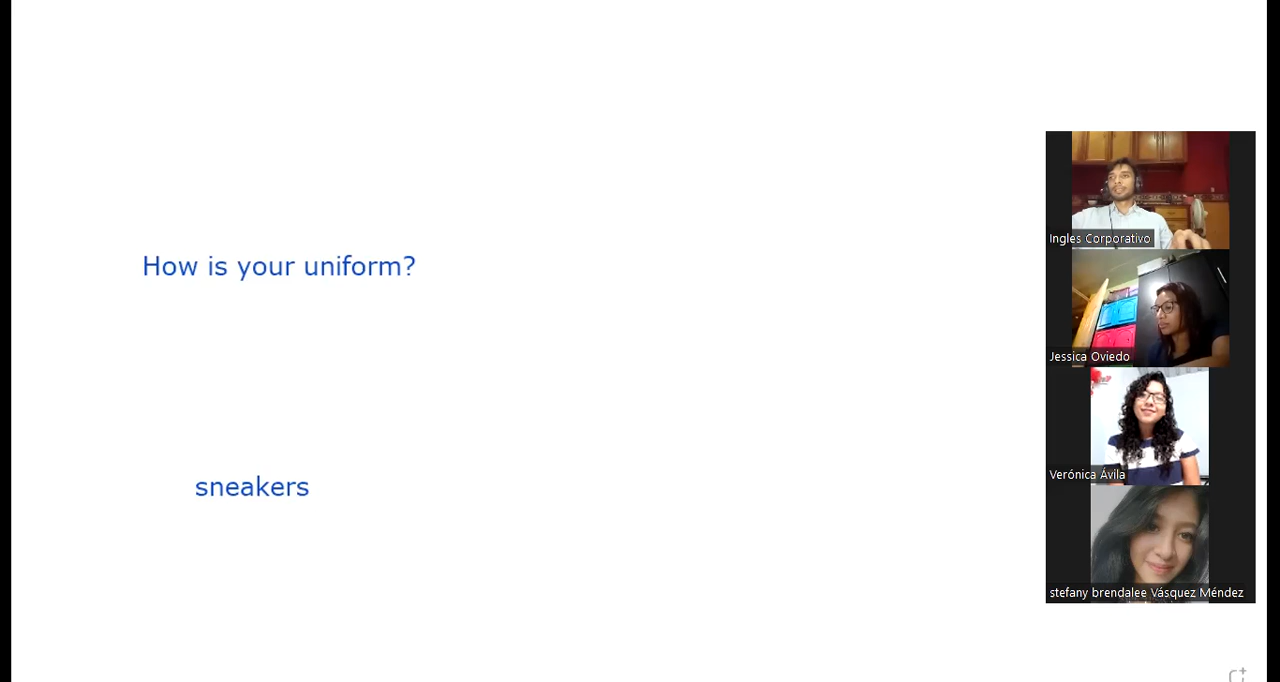 How is your uniform?
sneakers
Ingles Corporativo
Jessica Oviedo
Verónica Ávila
stefany brendalee Vásquez Méndez